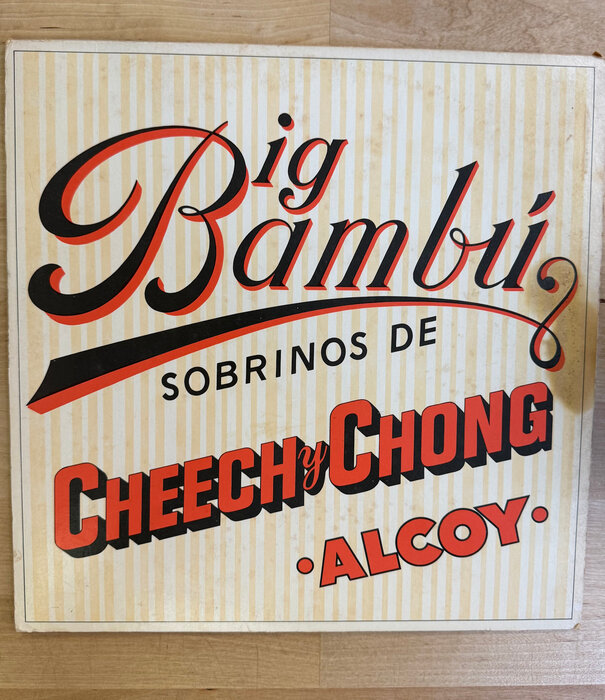 Big
Bambú
SOBRINOS DE
CHEECH y CHONG
•ALCOY•